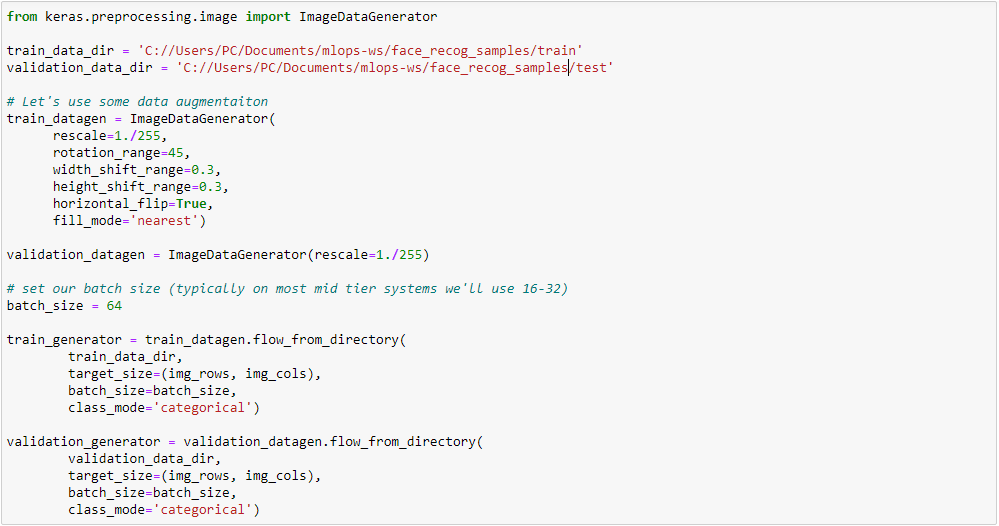 from keras.preprocessing.image import ImageDataGenerator
train_data_dir = 'C://Users/PC/Documents/mlops-ws/face_recog_samples/train'
validation_data_dir = 'C://Users/PC/Documents/mlops-ws/face_recog_samples/test'
# Let's use some data augmentaiton
train_datagen = ImageDataGenerator(
      rescale=1./255,
      rotation_range=45,
      width_shift_range=0.3,
      height_shift_range=0.3,
      horizontal_flip=True,
      fill_mode='nearest')
validation_datagen = ImageDataGenerator(rescale=1./255)
# set our batch size (typically on most mid tier systems we'll use 16-32)
batch_size = 64
train_generator = train_datagen.flow_from_directory(
        train_data_dir,
        target_size=(img_rows, img_cols),
        batch_size=batch_size,
        class_mode='categorical')
validation_generator = validation_datagen.flow_from_directory(
        validation_data_dir,
        target_size=(img_rows, img_cols),
        batch_size=batch_size,
        class_mode='categorical')